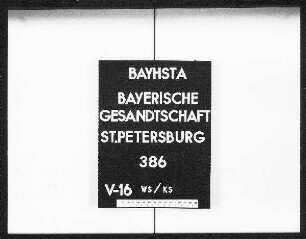 BAYHSTA
BAYERISCHE
GESANDTSCHAFT
ST.PETERSBURG
386
V-16 WS/KS